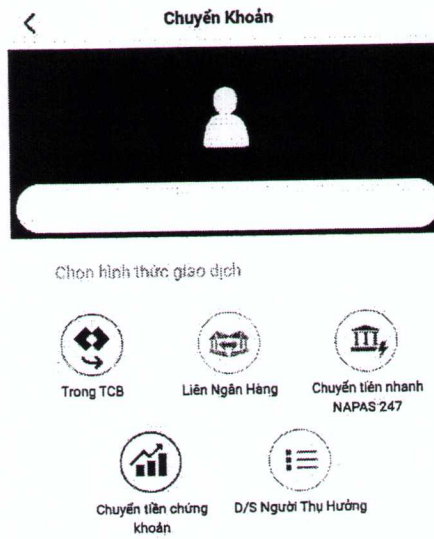 Chuyển Khoản
Chọn hình thức giao dịch
Trong TCB
Liên Ngân Hàng
Chuyển tiền nhanh
NAPAS 247
Chuyển tiền chứng
khoán
D/S Người Thụ Hưởng